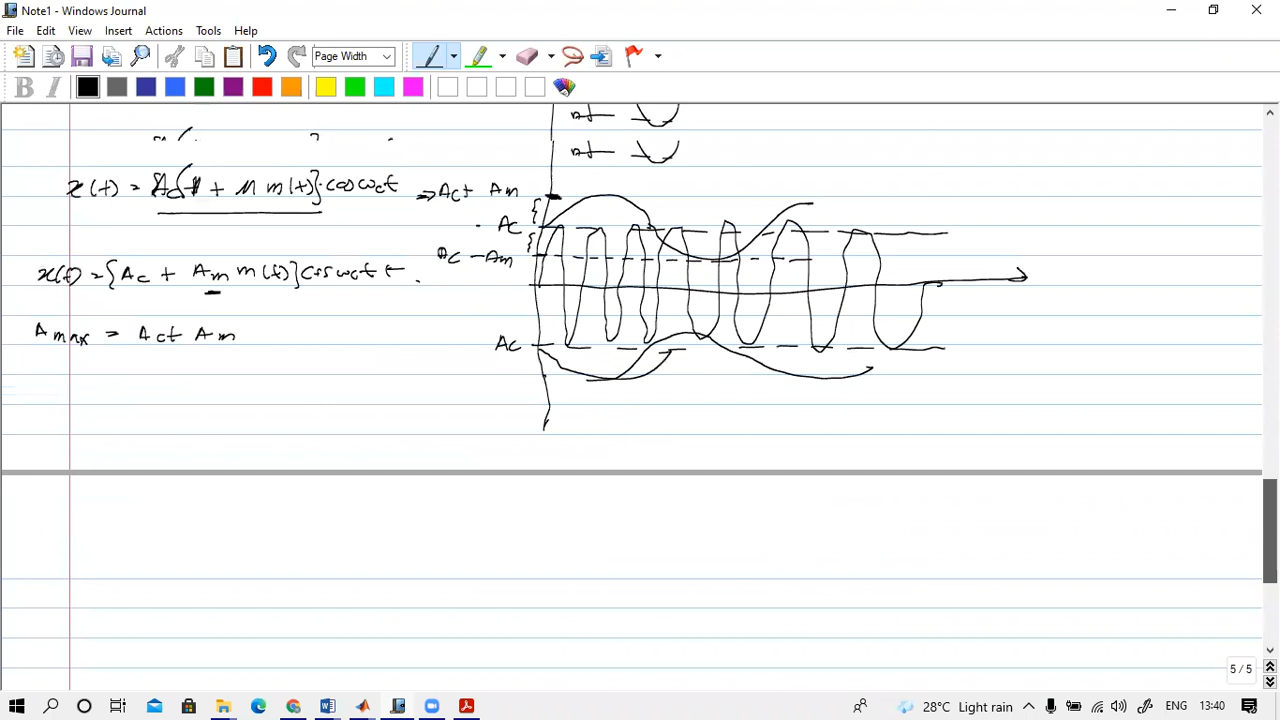 Note1 - Windows Journal
File Edit View Insert Actions Tools Help
Page Width
B I
x(t) = Ac{1 + μ m(t)}·cos ωct ⇒ Ac + Am
Ac
Ac - Am
x(t) = {Ac + Am m(t)}cos ωct ←
Amax = Ac + Am
Ac
5 / 5
28°C Light rain ENG 13:40